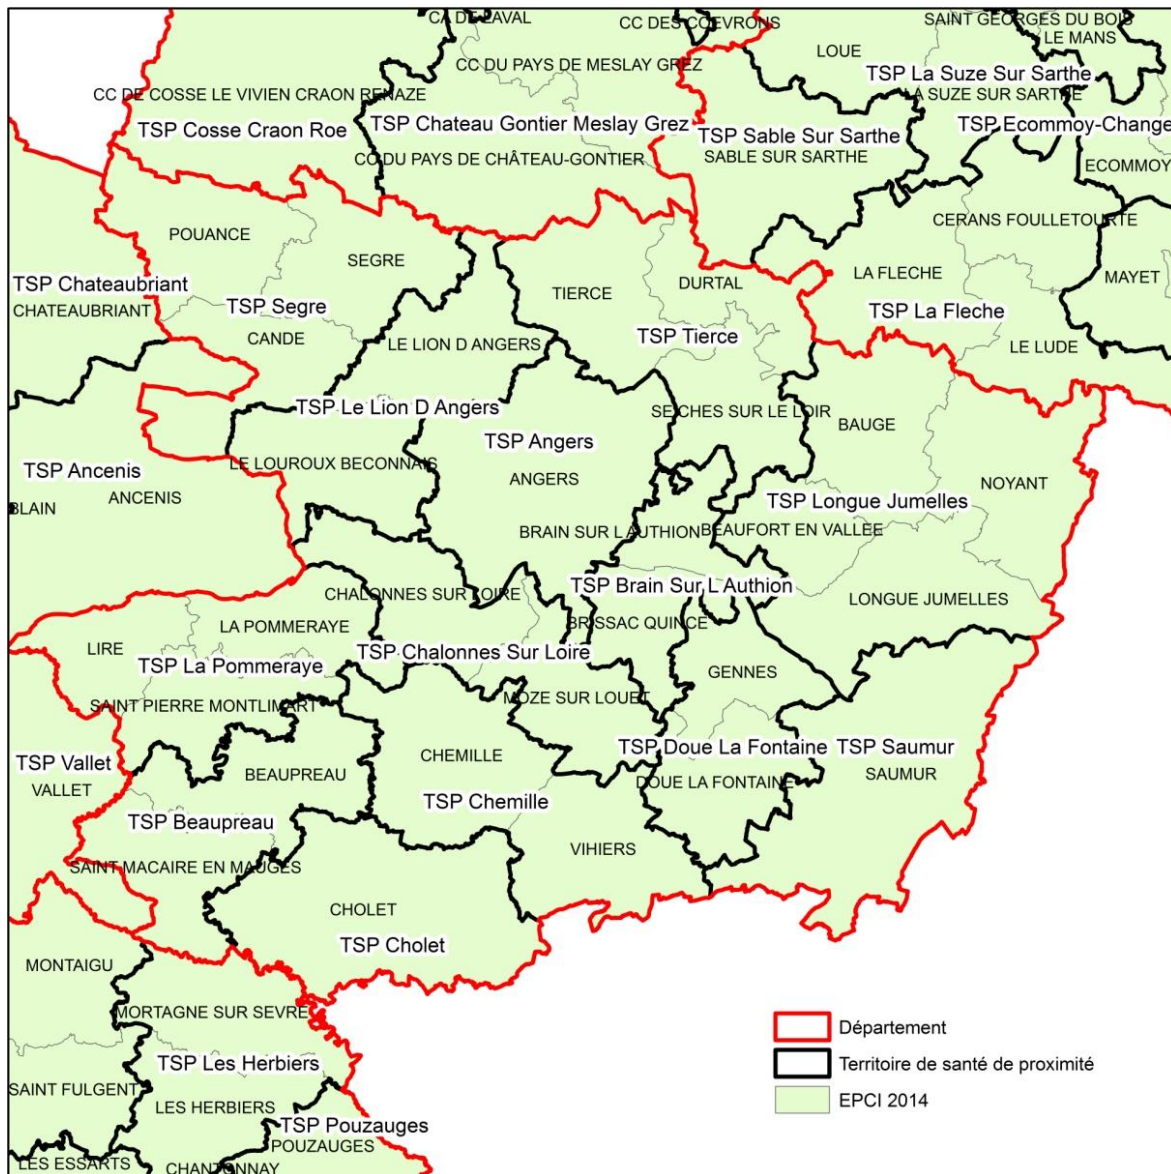 CA DE LAVAL
CC DES COEVRONS
SAINT GEORGES DU BOIS
LE MANS
LOUE
CC DU PAYS DE MESLAY GREZ
TSP La Suze Sur Sarthe
LA SUZE SUR SARTHE
CC DE COSSE LE VIVIEN CRAON RENAZE
TSP Cosse Craon Roe
TSP Chateau Gontier Meslay Grez
TSP Sable Sur Sarthe
TSP Ecommoy-Change
CC DU PAYS DE CHÂTEAU-GONTIER
SABLE SUR SARTHE
ECOMMOY
CERANS FOULLETOURTE
POUANCE
SEGRE
LA FLECHE
MAYET
TSP Chateaubriant
CHATEAUBRIANT
TSP Segre
TIERCE
DURTAL
TSP La Fleche
CANDE
LE LION D ANGERS
TSP Tierce
LE LUDE
TSP Le Lion D Angers
SEICHES SUR LE LOIR
BAUGE
TSP Angers
TSP Ancenis
ANCENIS
LE LOUROUX BECONNAIS
ANGERS
NOYANT
BLAIN
TSP Longue Jumelles
BRAIN SUR L AUTHION
BEAUFORT EN VALLEE
CHALONNES SUR LOIRE
TSP Brain Sur L Authion
LONGUE JUMELLES
LA POMMERAYE
BRISSAC QUINCE
LIRE
TSP La Pommeraye
TSP Chalonnes Sur Loire
GENNES
SAINT PIERRE MONTLIMART
MOZE SUR LOUET
TSP Vallet
VALLET
BEAUPREAU
CHEMILLE
TSP Doue La Fontaine
TSP Saumur
DOUE LA FONTAINE
SAUMUR
TSP Beaupreau
TSP Chemille
SAINT MACAIRE EN MAUGES
VIHIERS
CHOLET
TSP Cholet
MONTAIGU
MORTAGNE SUR SEVRE
Département
TSP Les Herbiers
Territoire de santé de proximité
SAINT FULGENT
LES HERBIERS
EPCI 2014
TSP Pouzauges
POUZAUGES
LES ESSARTS
CHANTONNAY